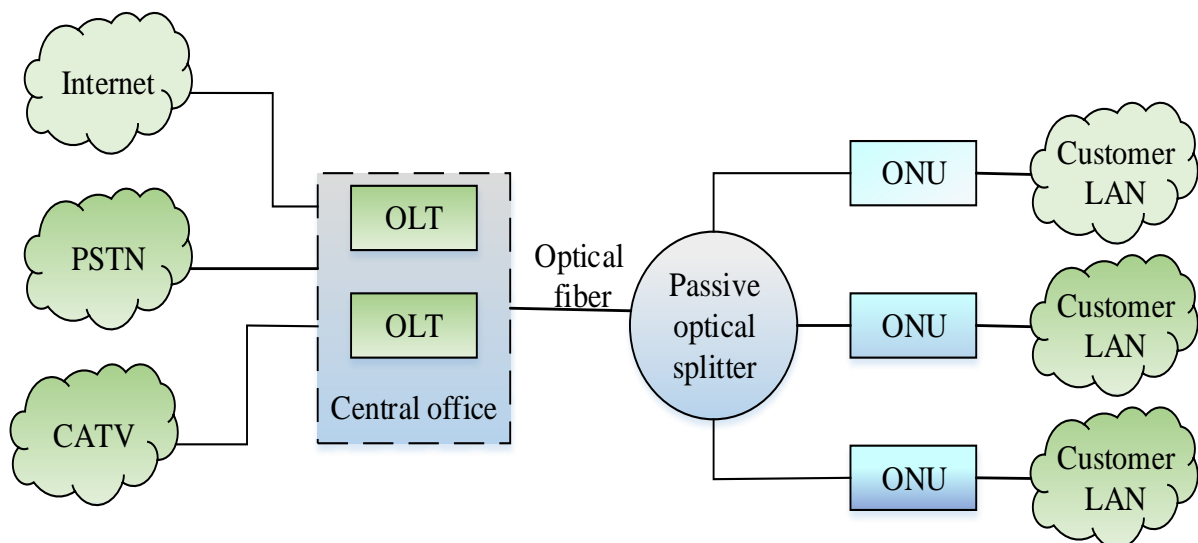 Internet
PSTN
CATV
OLT
OLT
Central office
Optical
fiber
Passive
optical
splitter
ONU
Customer
LAN
ONU
Customer
LAN
ONU
Customer
LAN